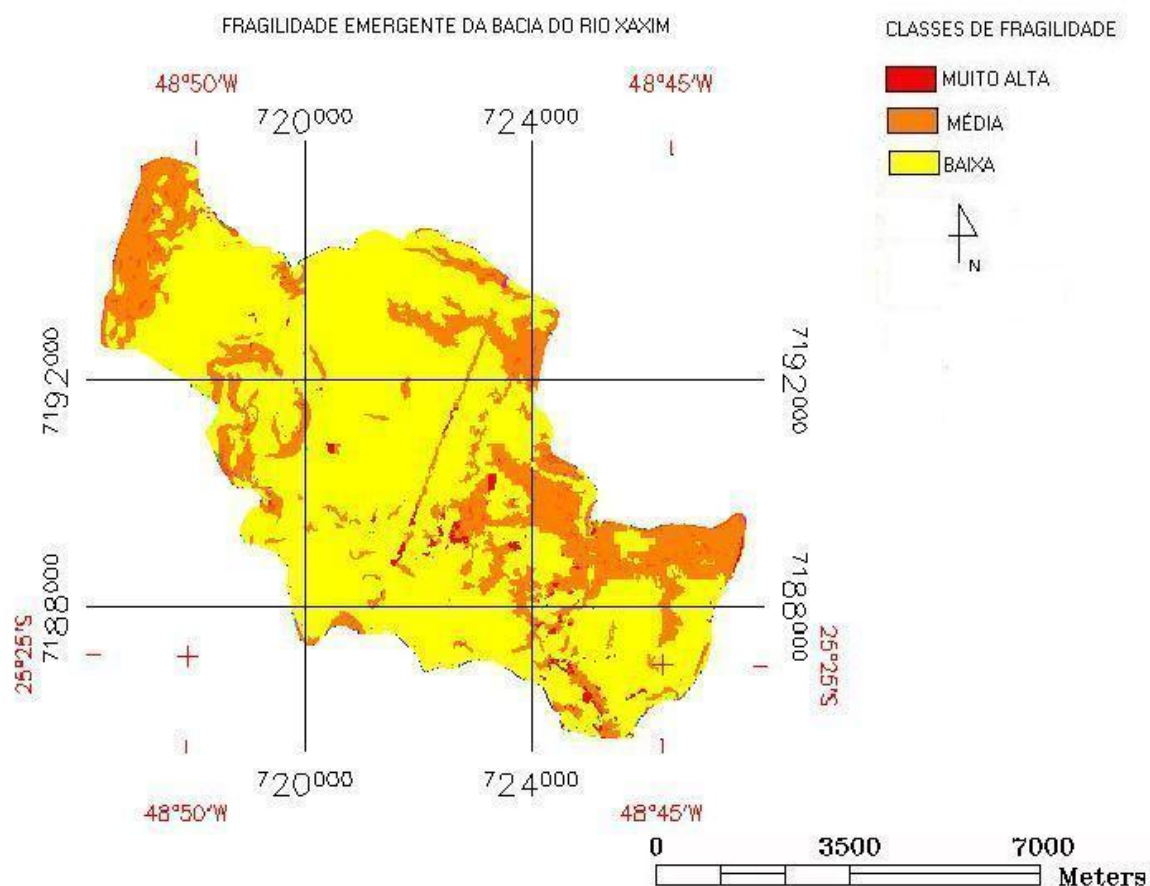 FRAGILIDADE EMERGENTE DA BACIA DO RIO XAXIM
CLASSES DE FRAGILIDADE
MUITO ALTA
MÉDIA
BAIXA
N
48°50'W
48°45'W
720000
724000
7192000
7192000
7188000
7188000
25°25'S
25°25'S
720000
724000
48°50'W
48°45'W
0 3500 7000
Meters